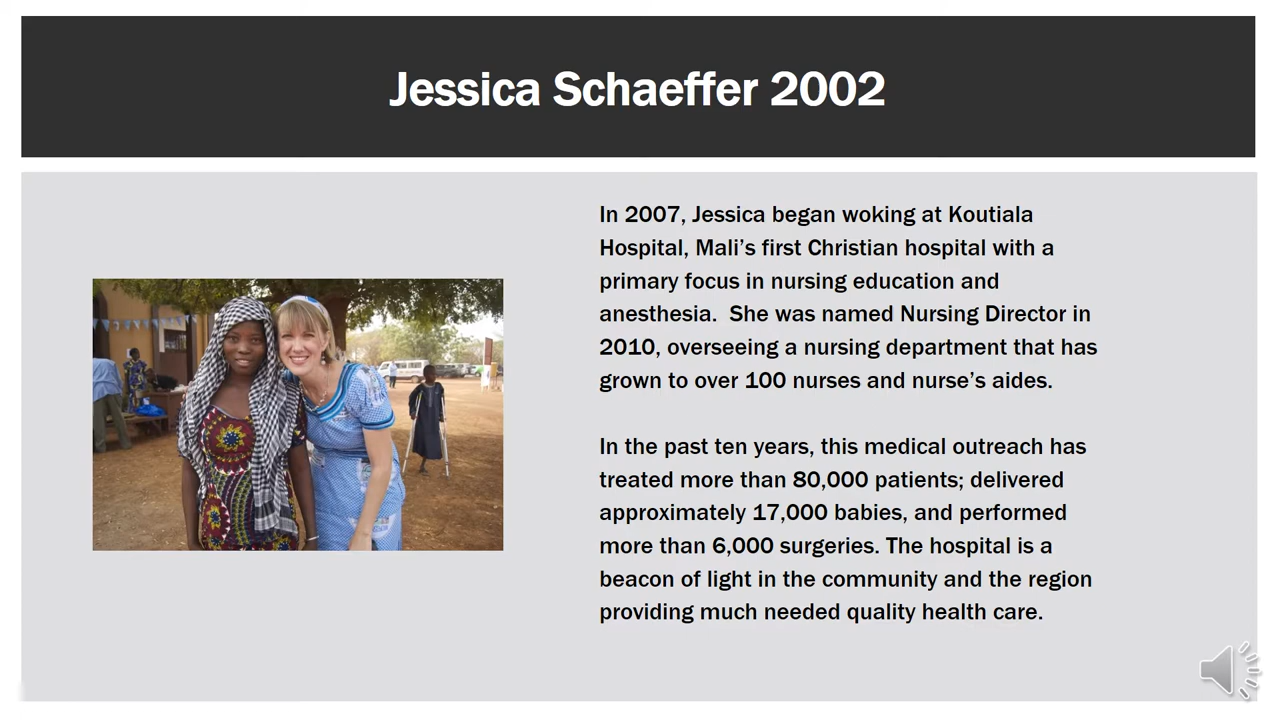 Jessica Schaeffer 2002
In 2007, Jessica began woking at Koutiala
Hospital, Mali’s first Christian hospital with a
primary focus in nursing education and
anesthesia.  She was named Nursing Director in
2010, overseeing a nursing department that has
grown to over 100 nurses and nurse’s aides.
In the past ten years, this medical outreach has
treated more than 80,000 patients; delivered
approximately 17,000 babies, and performed
more than 6,000 surgeries. The hospital is a
beacon of light in the community and the region
providing much needed quality health care.